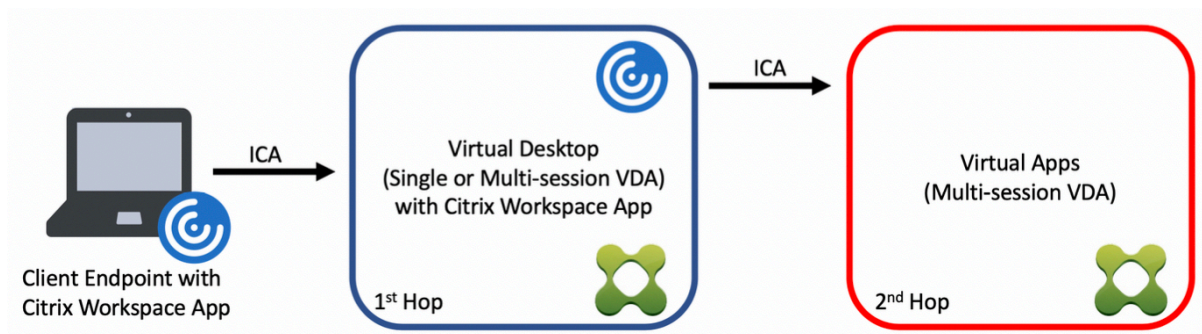 ICA
Client Endpoint with
Citrix Workspace App
Virtual Desktop
(Single or Multi-session VDA)
with Citrix Workspace App
1st Hop
ICA
Virtual Apps
(Multi-session VDA)
2nd Hop